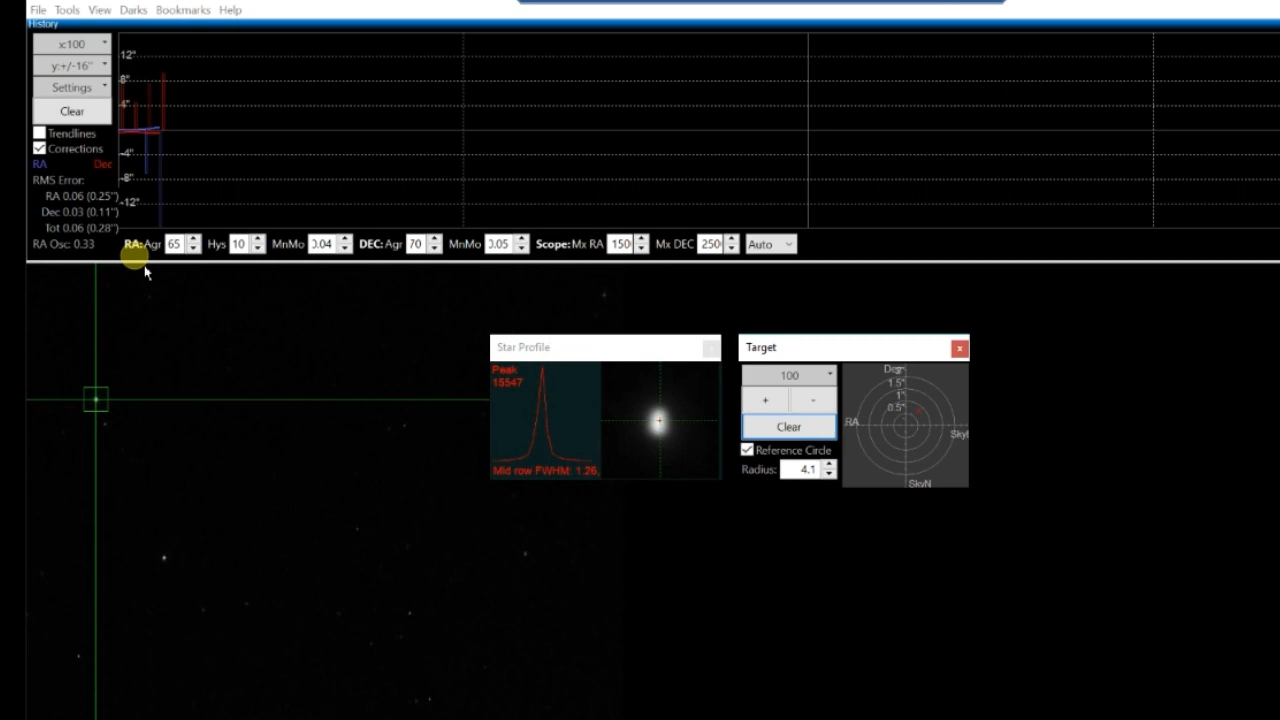 File Tools View Darks Bookmarks Help
History
x:100
y:+/-16"
Settings
Clear
Trendlines
Corrections
RA Dec
RMS Error:
RA 0.06 (0.25")
Dec 0.03 (0.11")
Tot 0.06 (0.28")
RA Osc: 0.33
12"
8"
4"
-4"
-8"
-12"
RA: Agr 65 Hys 10 MnMo 0.04 DEC: Agr 70 MnMo 0.05 Scope: Mx RA 150 Mx DEC 250 Auto
Star Profile
Peak
15547
Mid row FWHM: 1.26,
Target
100
+ -
Clear
Reference Circle
Radius: 4.1
1.5"
1"
0.5"
RA
SkyN